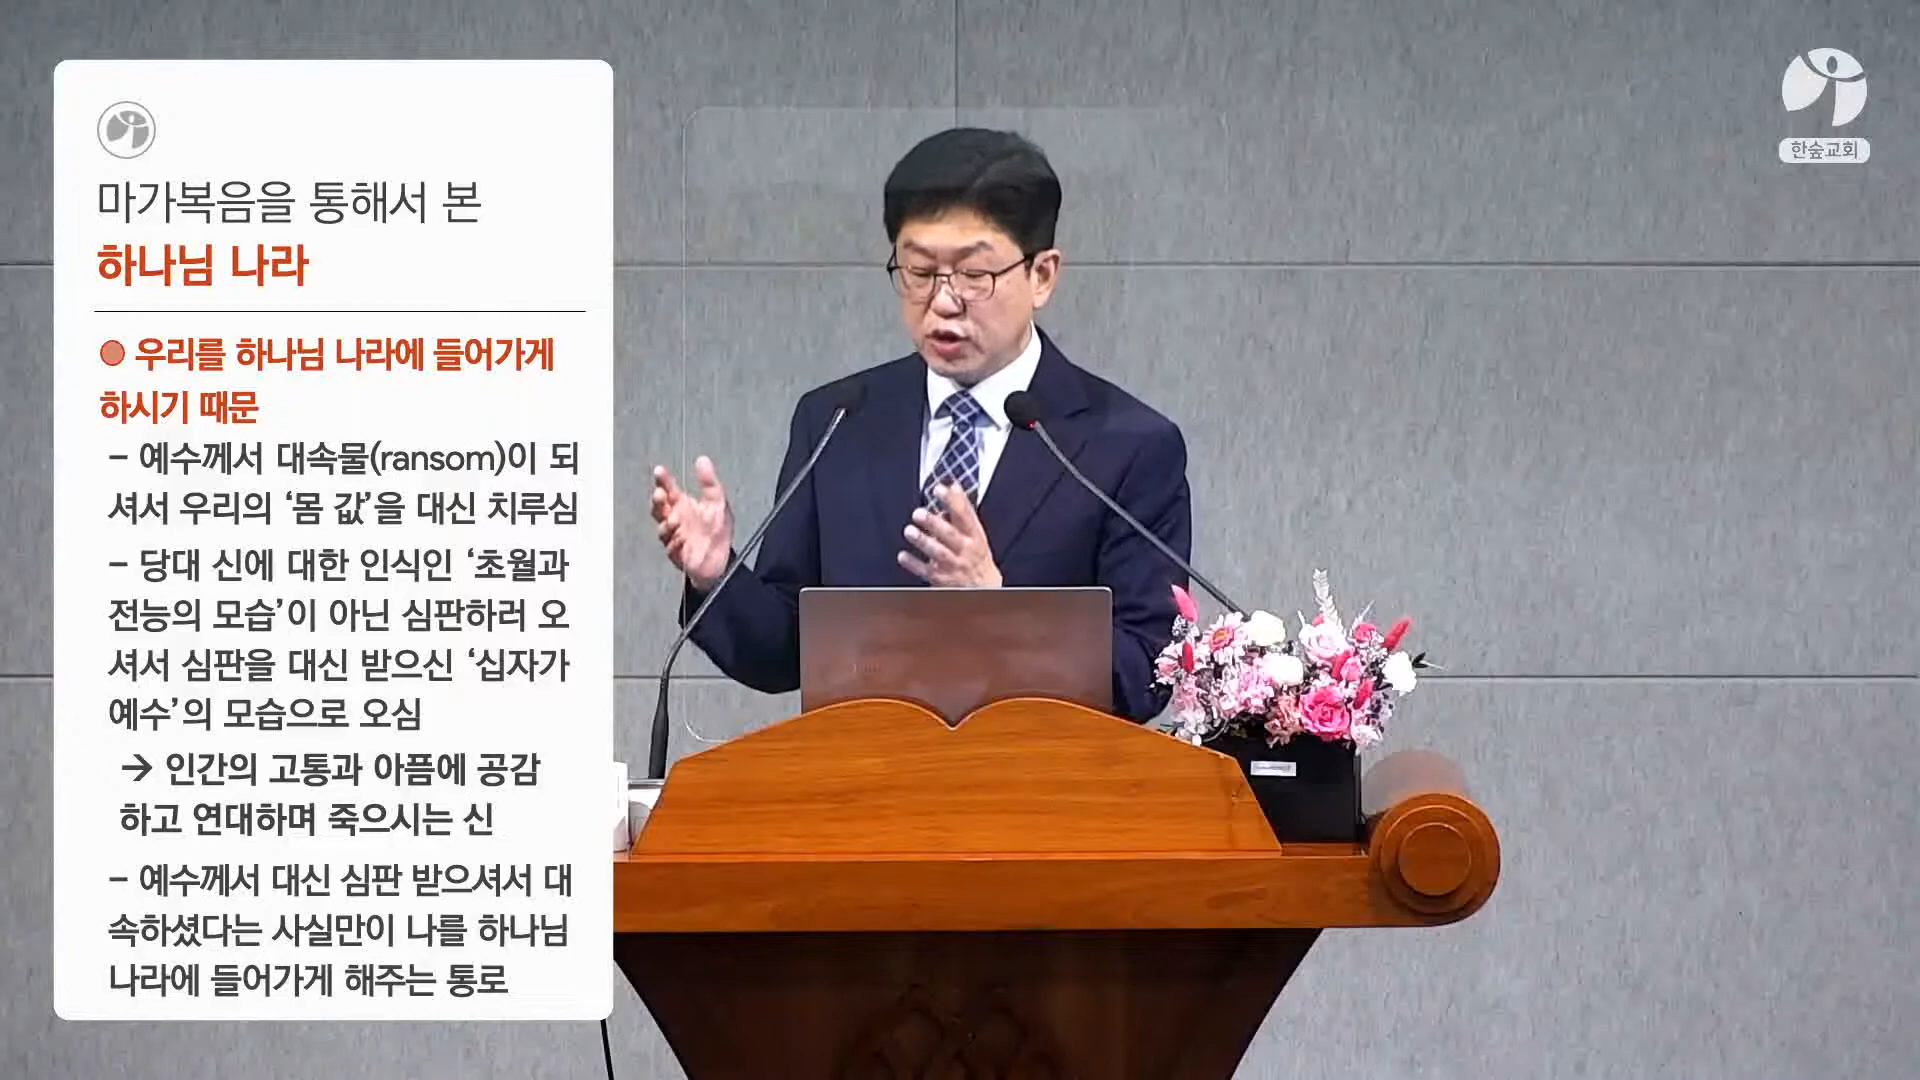 마가복음을 통해서 본
하나님 나라
우리를 하나님 나라에 들어가게
하시기 때문
– 예수께서 대속물(ransom)이 되
셔서 우리의 ‘몸 값’을 대신 치루심
– 당대 신에 대한 인식인 ‘초월과
전능의 모습’이 아닌 심판하러 오
셔서 심판을 대신 받으신 ‘십자가
예수’의 모습으로 오심
→ 인간의 고통과 아픔에 공감
하고 연대하며 죽으시는 신
– 예수께서 대신 심판 받으셔서 대
속하셨다는 사실만이 나를 하나님
나라에 들어가게 해주는 통로
한숲교회